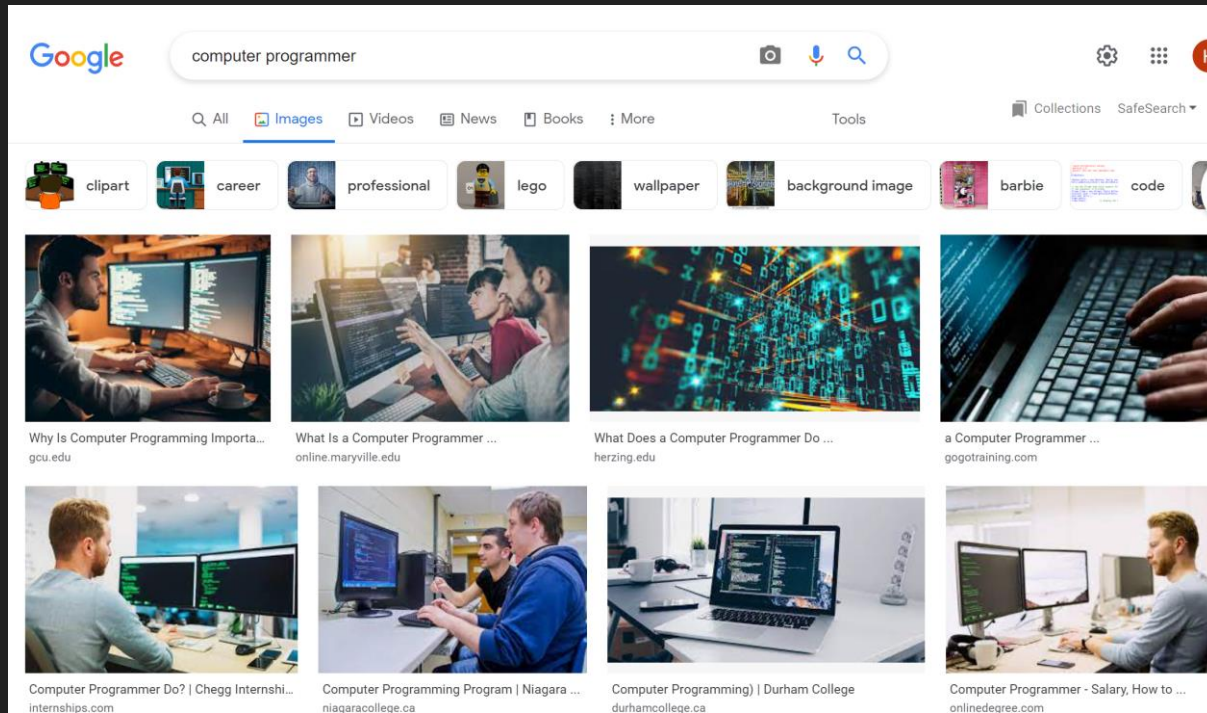 Google
computer programmer
All Images Videos News Books More Tools
Collections SafeSearch
clipart career professional lego wallpaper background image barbie code
Why Is Computer Programming Importa... What Is a Computer Programmer ... What Does a Computer Programmer Do ... a Computer Programmer ...
gcu.edu online.maryville.edu herzing.edu gogotraining.com
Computer Programmer Do? | Chegg Internshi... Computer Programming Program | Niagara ... Computer Programming) | Durham College Computer Programmer - Salary, How to ...
internships.com niagaracollege.ca durhamcollege.ca onlinedegree.com